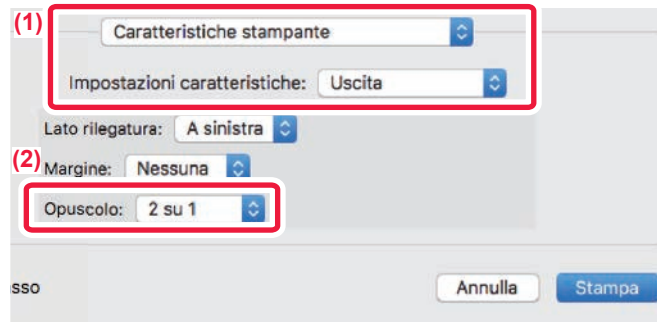 (1)
Caratteristiche stampante
Impostazioni caratteristiche: Uscita
Lato rilegatura: A sinistra
(2)
Margine: Nessuna
Opuscolo: 2 su 1
sso
Annulla Stampa